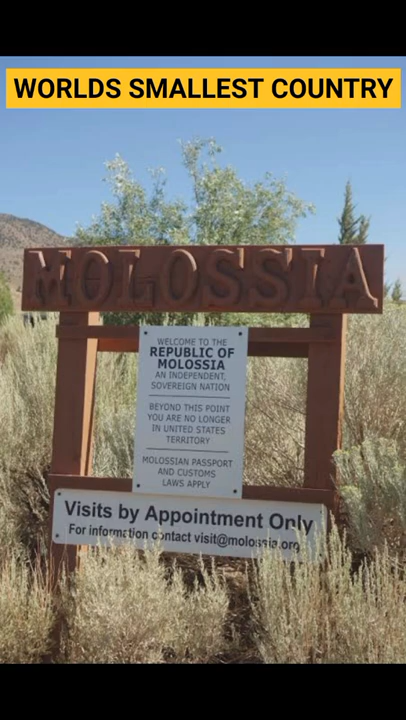 WORLDS SMALLEST COUNTRY
MOLOSSIA
WELCOME TO THE
REPUBLIC OF
MOLOSSIA
AN INDEPENDENT,
SOVEREIGN NATION
BEYOND THIS POINT
YOU ARE NO LONGER
IN UNITED STATES
TERRITORY
MOLOSSIAN PASSPORT
AND CUSTOMS
LAWS APPLY
Visits by Appointment Only
For information contact visit@molossia.org